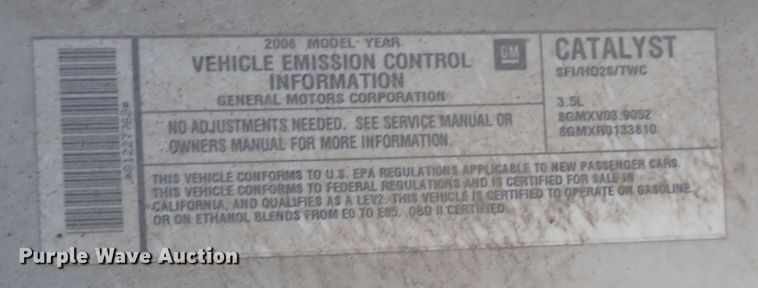 2008 MODEL YEAR
VEHICLE EMISSION CONTROL
INFORMATION
GENERAL MOTORS CORPORATION
GM
CATALYST
SFI/HO2S/TWC
NO ADJUSTMENTS NEEDED. SEE SERVICE MANUAL OR
OWNERS MANUAL FOR MORE INFORMATION.
3.5L
8GMXV03.9052
8GMXR0133810
THIS VEHICLE CONFORMS TO U.S. EPA REGULATIONS APPLICABLE TO NEW PASSENGER CARS.
THIS VEHICLE CONFORMS TO FEDERAL REGULATIONS AND IS CERTIFIED FOR SALE IN
CALIFORNIA, AND QUALIFIES AS A LEV2. THIS VEHICLE IS CERTIFIED TO OPERATE ON GASOLINE
OR ON ETHANOL BLENDS FROM E0 TO E85. OBD II CERTIFIED.
Purple Wave Auction